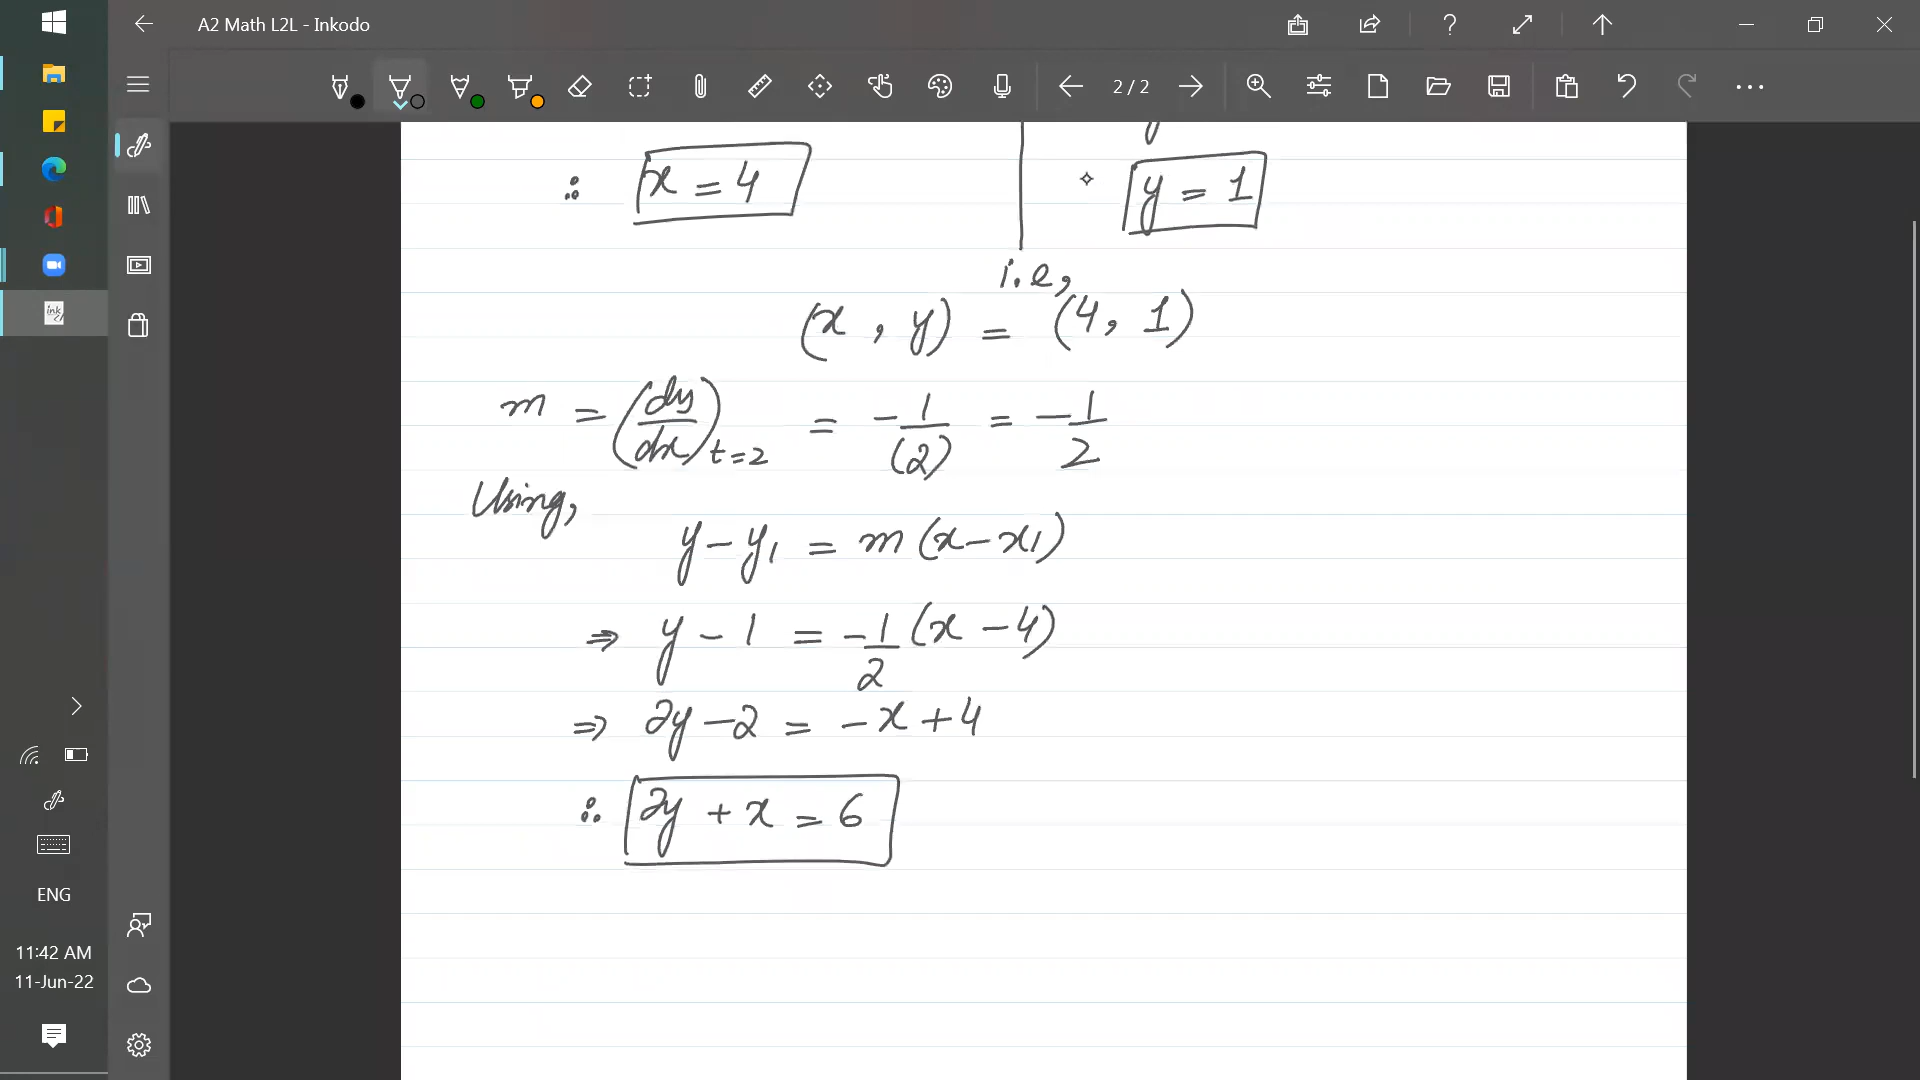 A2 Math L2L - Inkodo
2 / 2
∴ x = 4
y = 1
i.e,
(x , y) = (4, 1)
m = (dy/dx)t=2 = -1/(2) = -1/2
Using,
y - y1 = m (x - x1)
⇒ y - 1 = -1/2 (x - 4)
⇒ 2y - 2 = -x + 4
∴ 2y + x = 6
ENG
11:42 AM
11-Jun-22